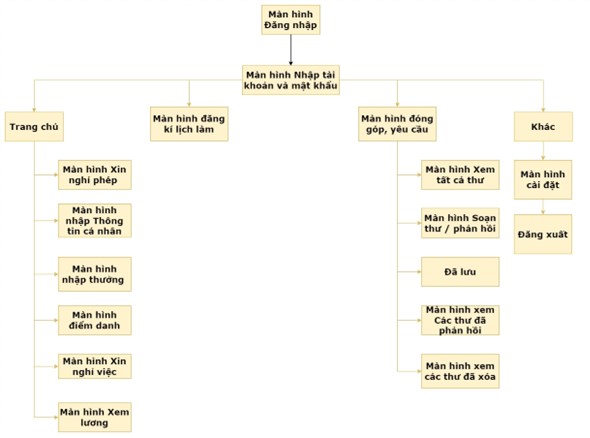 Màn hình
Đăng nhập
Màn hình Nhập tài
khoản và mật khẩu
Trang chủ
Màn hình đăng
kí lịch làm
Màn hình đóng
góp, yêu cầu
Khác
Màn hình Xin
nghỉ phép
Màn hình
nhập Thông
tin cá nhân
Màn hình
nhập thưởng
Màn hình
điểm danh
Màn hình Xin
nghỉ việc
Màn hình Xem
lương
Màn hình Xem
tất cả thư
Màn hình Soạn
thư / phản hồi
Đã lưu
Màn hình xem
Các thư đã
phản hồi
Màn hình xem
các thư đã xóa
Màn hình
cài đặt
Đăng xuất